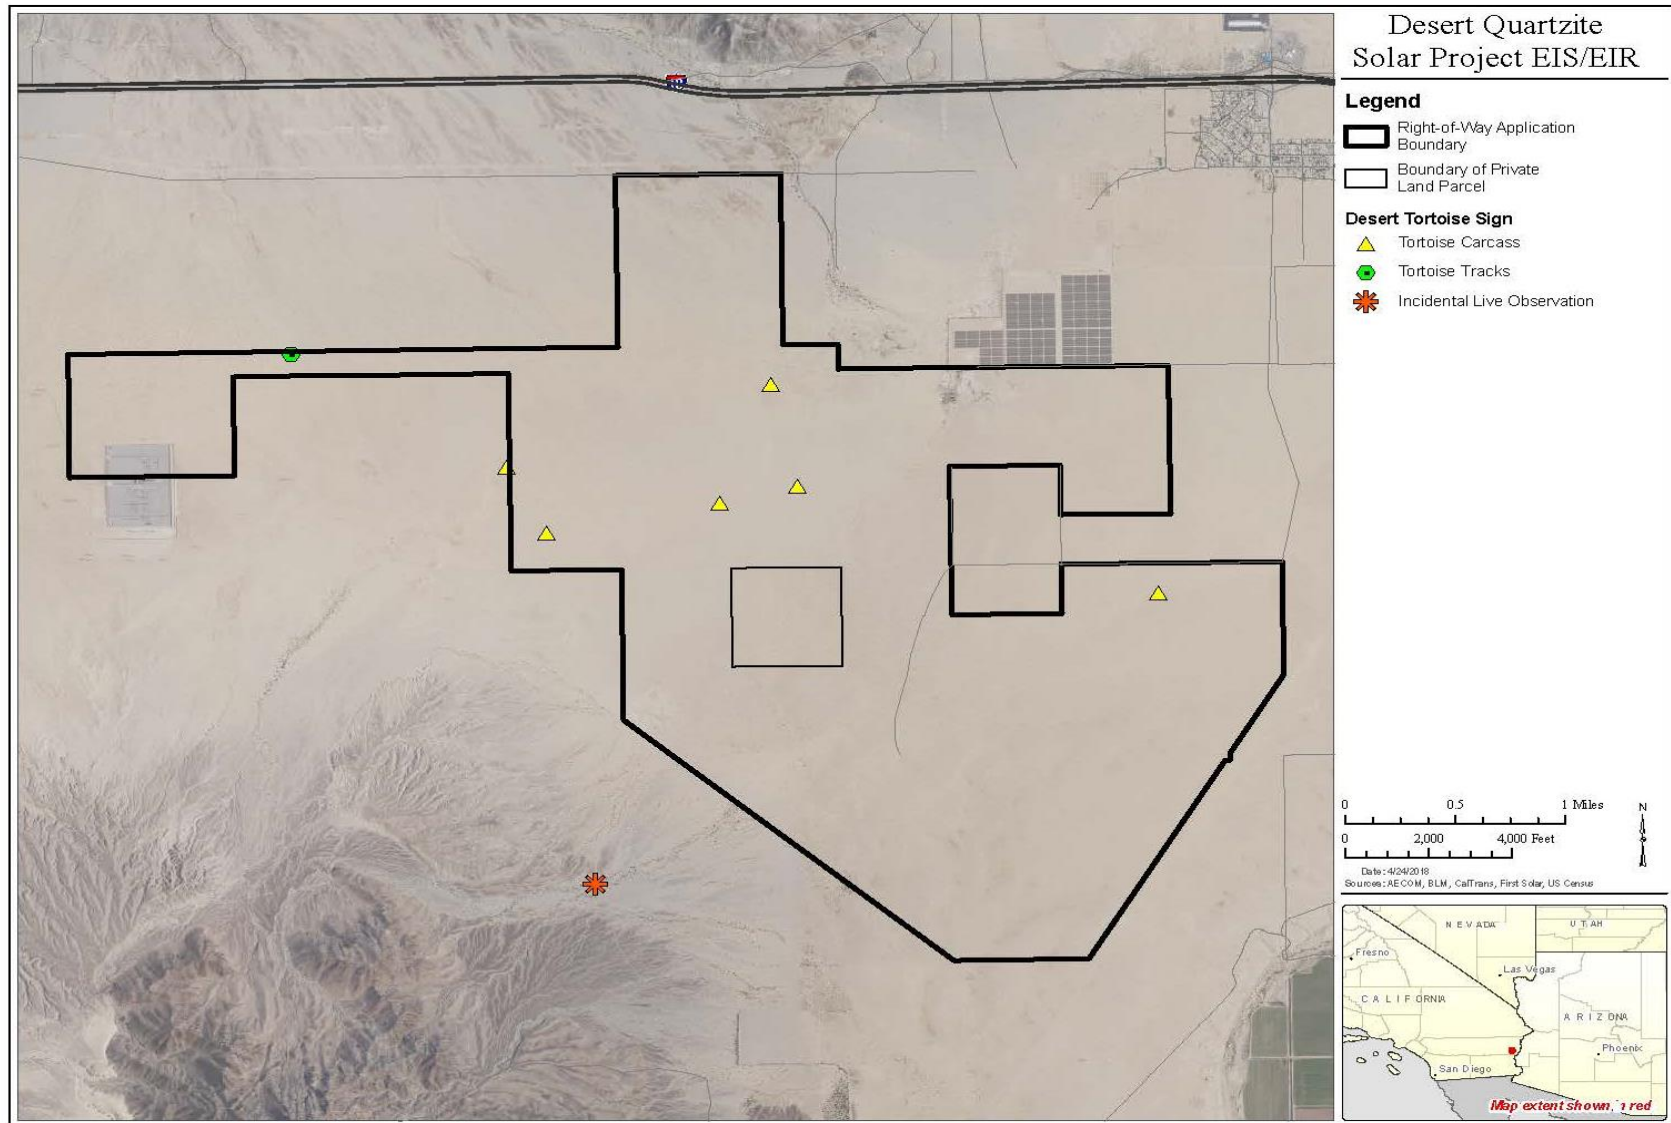 Desert Quartzite
Solar Project EIS/EIR
Legend
Right-of-Way Application
Boundary
Boundary of Private
Land Parcel
Desert Tortoise Sign
Tortoise Carcass
Tortoise Tracks
Incidental Live Observation
0 0.5 1 Miles
0 2,000 4,000 Feet
N
Date: 4/24/2018
Sources: AECOM, BLM, CalTrans, First Solar, US Census
NEVADA
UTAH
Fresno
Las Vegas
CALIFORNIA
ARIZONA
Phoenix
San Diego
Map extent shown in red